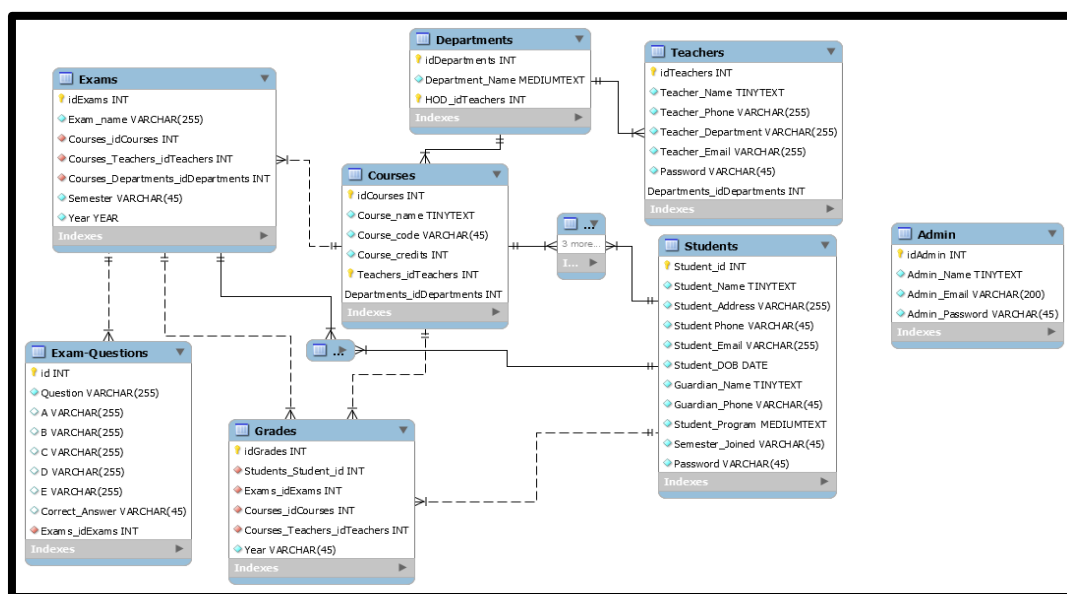 Departments
idDepartments INT
Department_Name MEDIUMTEXT
HOD_idTeachers INT
Indexes
Teachers
idTeachers INT
Teacher_Name TINYTEXT
Teacher_Phone VARCHAR(255)
Teacher_Department VARCHAR(255)
Teacher_Email VARCHAR(255)
Password VARCHAR(45)
Departments_idDepartments INT
Indexes
Exams
idExams INT
Exam_name VARCHAR(255)
Courses_idCourses INT
Courses_Teachers_idTeachers INT
Courses_Departments_idDepartments INT
Semester VARCHAR(45)
Year YEAR
Indexes
Courses
idCourses INT
Course_name TINYTEXT
Course_code VARCHAR(45)
Course_credits INT
Teachers_idTeachers INT
Departments_idDepartments INT
Indexes
...
3 more...
I...
Students
Student_id INT
Student_Name TINYTEXT
Student_Address VARCHAR(255)
Student Phone VARCHAR(45)
Student_Email VARCHAR(255)
Student_DOB DATE
Guardian_Name TINYTEXT
Guardian_Phone VARCHAR(45)
Student_Program MEDIUMTEXT
Semester_Joined VARCHAR(45)
Password VARCHAR(45)
Indexes
Admin
idAdmin INT
Admin_Name TINYTEXT
Admin_Email VARCHAR(200)
Admin_Password VARCHAR(45)
Indexes
...
Exam-Questions
id INT
Question VARCHAR(255)
A VARCHAR(255)
B VARCHAR(255)
C VARCHAR(255)
D VARCHAR(255)
E VARCHAR(255)
Correct_Answer VARCHAR(45)
Exams_idExams INT
Indexes
Grades
idGrades INT
Students_Student_id INT
Exams_idExams INT
Courses_idCourses INT
Courses_Teachers_idTeachers INT
Year VARCHAR(45)
Indexes